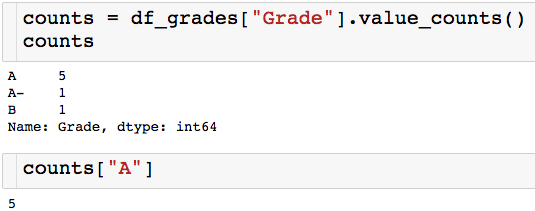 counts = df_grades["Grade"].value_counts()
counts
A     5
A-    1
B     1
Name: Grade, dtype: int64
counts["A"]
5